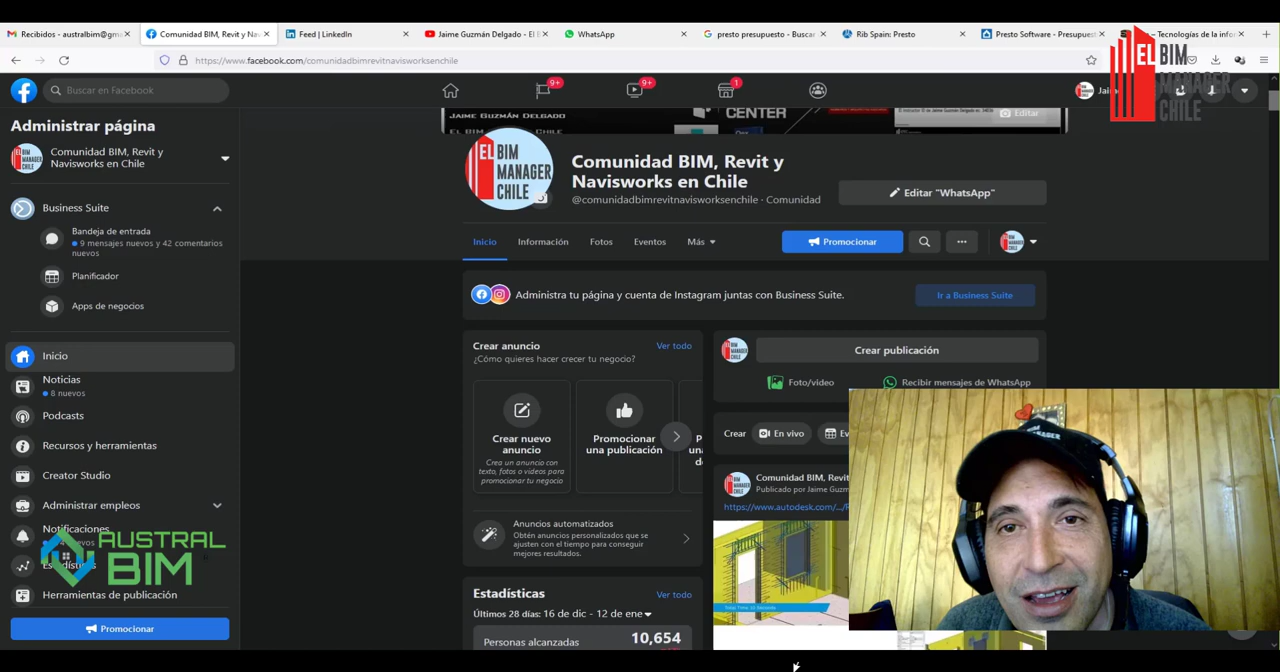 Recibidos - australbim@gm
Comunidad BIM, Revit y Nav
Feed | LinkedIn
Jaime Guzmán Delgado - El B
WhatsApp
presto presupuesto - Buscar
Rib Spain: Presto
Presto Software - Presupuest
Tecnologías de la infor
https://www.facebook.com/comunidadbimrevitnavisworksenchile
EL BIM
MANAGER
CHILE
Buscar en Facebook
9+
9+
1
Jaim
Administrar página
Comunidad BIM, Revit y
Navisworks en Chile
Business Suite
Bandeja de entrada
9 mensajes nuevos y 42 comentarios
nuevos
Planificador
Apps de negocios
Inicio
Noticias
8 nuevos
Podcasts
Recursos y herramientas
Creator Studio
Administrar empleos
Notificaciones
AUSTRAL
BIM
Herramientas de publicación
Promocionar
JAIME GUZMÁN DELGADO
CENTER
Editar
EL BIM
MANAGER
CHILE
Comunidad BIM, Revit y
Navisworks en Chile
@comunidadbimrevitnavisworksenchile · Comunidad
Editar "WhatsApp"
Inicio
Información
Fotos
Eventos
Más
Promocionar
Administra tu página y cuenta de Instagram juntas con Business Suite.
Ir a Business Suite
Crear anuncio
Ver todo
¿Cómo quieres hacer crecer tu negocio?
Crear nuevo
anuncio
Crea un anuncio con
texto, fotos o videos para
promocionar tu negocio
Promocionar
una publicación
Anuncios automatizados
Obtén anuncios personalizados que se
ajusten con el tiempo para conseguir
mejores resultados.
Estadísticas
Ver todo
Últimos 28 días: 16 de dic - 12 de ene
Personas alcanzadas
10,654
Crear publicación
Foto/video
Recibir mensajes de WhatsApp
Crear
En vivo
Ev
Comunidad BIM, Revit
Publicado por Jaime Guzm
https://www.autodesk.com/.../R